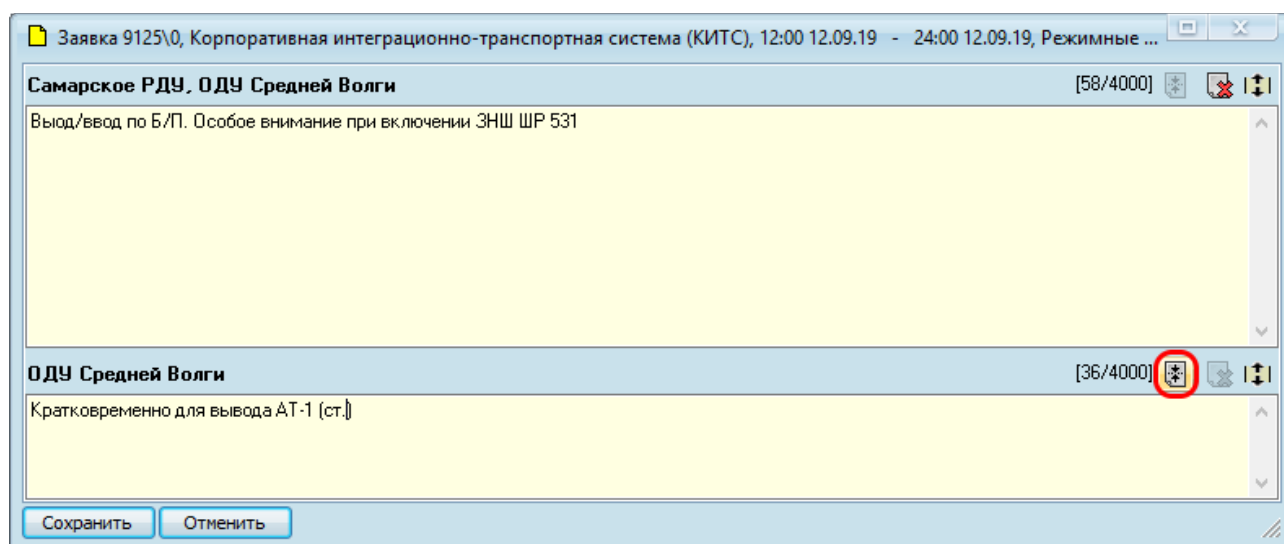 Заявка 9125\0, Корпоративная интеграционно-транспортная система (КИТС), 12:00 12.09.19 - 24:00 12.09.19, Режимные ...
Самарское РДУ, ОДУ Средней Волги [58/4000]
Выод/ввод по Б/П. Особое внимание при включении ЗНШ ШР 531
ОДУ Средней Волги [36/4000]
Кратковременно для вывода АТ-1 (ст.)
Сохранить Отменить